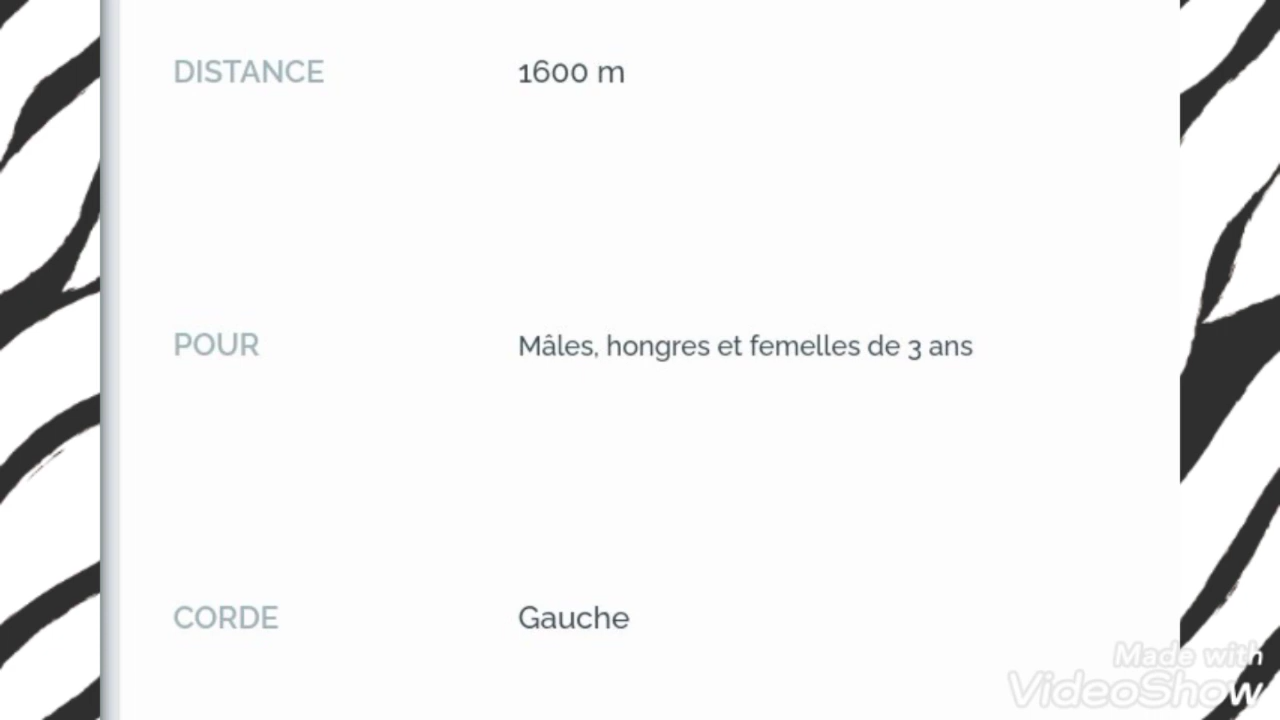 DISTANCE 1600 m
POUR Mâles, hongres et femelles de 3 ans
CORDE Gauche
Made with
VideoShow